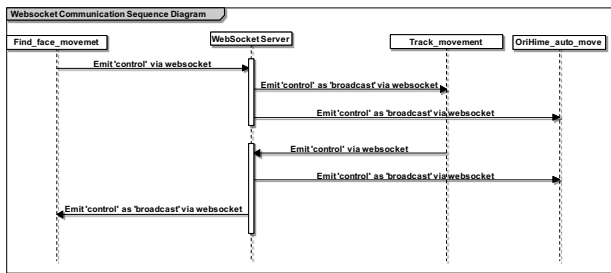 Websocket Communication Sequence Diagram
Find_face_movemet
WebSocket Server
Track_movement
OriHime_auto_move
Emit 'control' via websocket
Emit 'control' as 'broadcast' via websocket
Emit 'control' as 'broadcast' via websocket
Emit 'control' via websocket
Emit 'control' as 'broadcast' via websocket
Emit 'control' as 'broadcast' via websocket